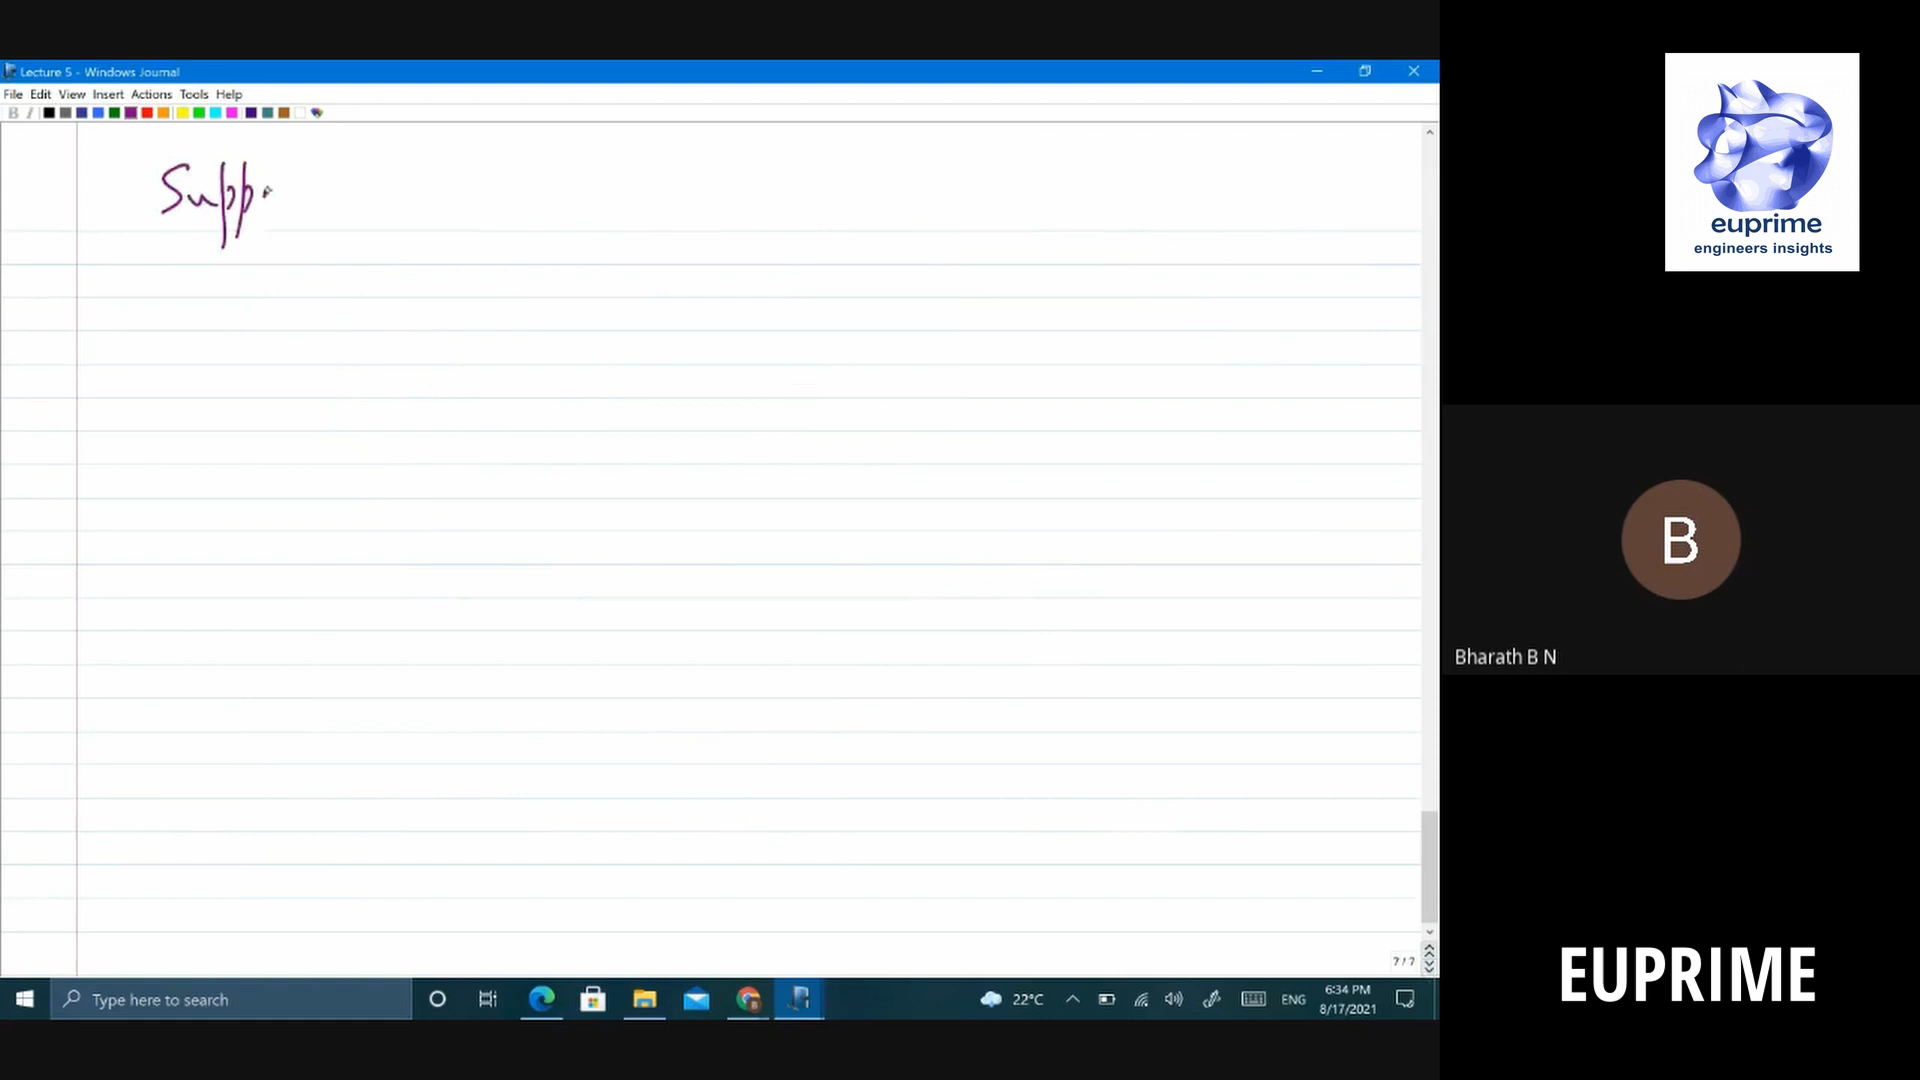 Lecture 5 - Windows Journal
File Edit View Insert Actions Tools Help
B I
Supp
7 / 7
Type here to search
22°C
ENG
6:34 PM
8/17/2021
euprime
engineers insights
B
Bharath B N
EUPRIME